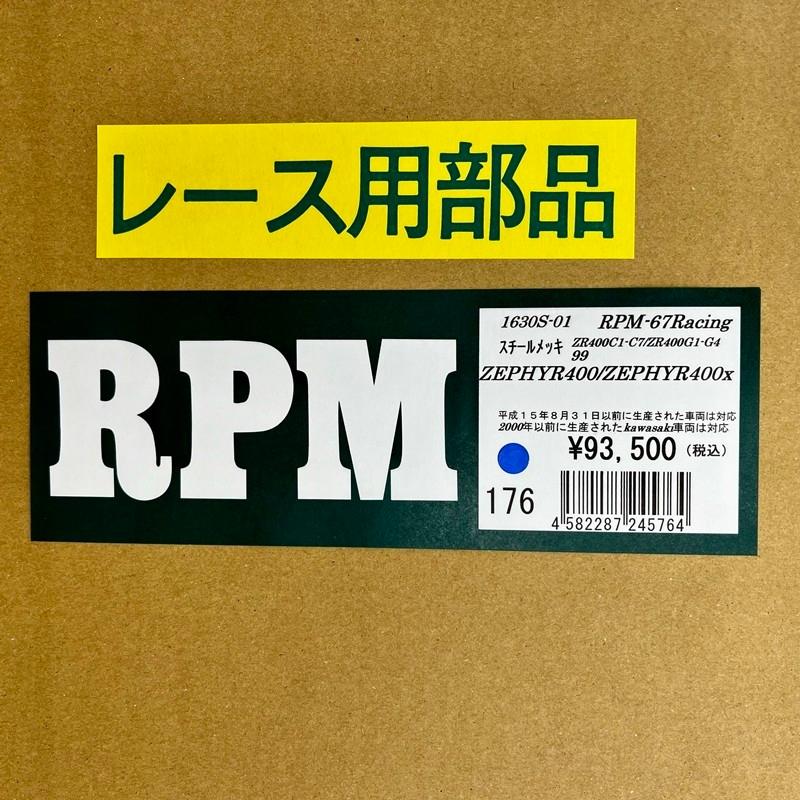 レース用部品
RPM
1630S-01 RPM-67Racing
スチールメッキ ZR400C1-C7/ZR400G1-G4
99
ZEPHYR400/ZEPHYR400x
平成15年8月31日以前に生産された車両は対応
2000年以前に生産されたkawasaki車両は対応
¥93,500（税込）
176
4 582287 245764